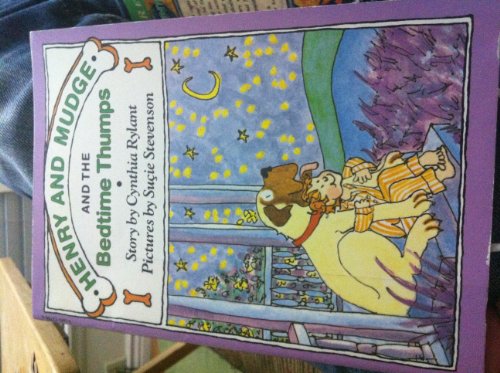 HENRY AND MUDGE
AND THE
Bedtime Thumps
Story by Cynthia Rylant
Pictures by Suçie Stevenson